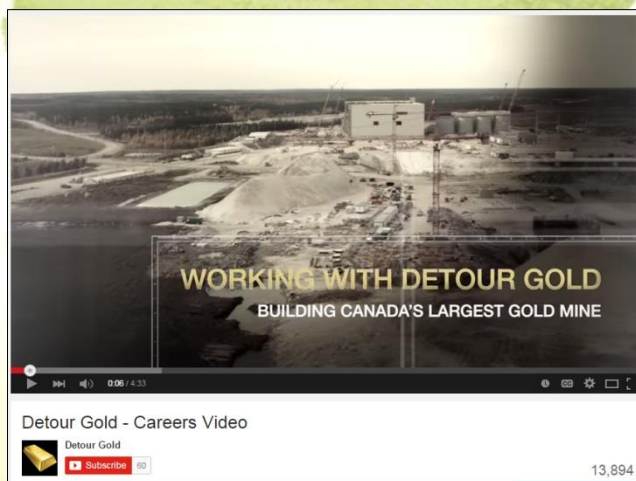 WORKING WITH DETOUR GOLD
BUILDING CANADA'S LARGEST GOLD MINE
0:06 / 4:33
CC
Detour Gold - Careers Video
Detour Gold
Subscribe 60
13,894